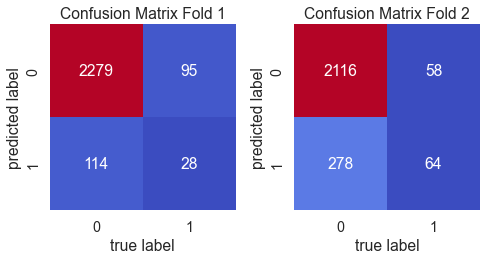 Confusion Matrix Fold 1
predicted label
0
2279
95
1
114
28
0
1
true label
Confusion Matrix Fold 2
predicted label
0
2116
58
1
278
64
0
1
true label